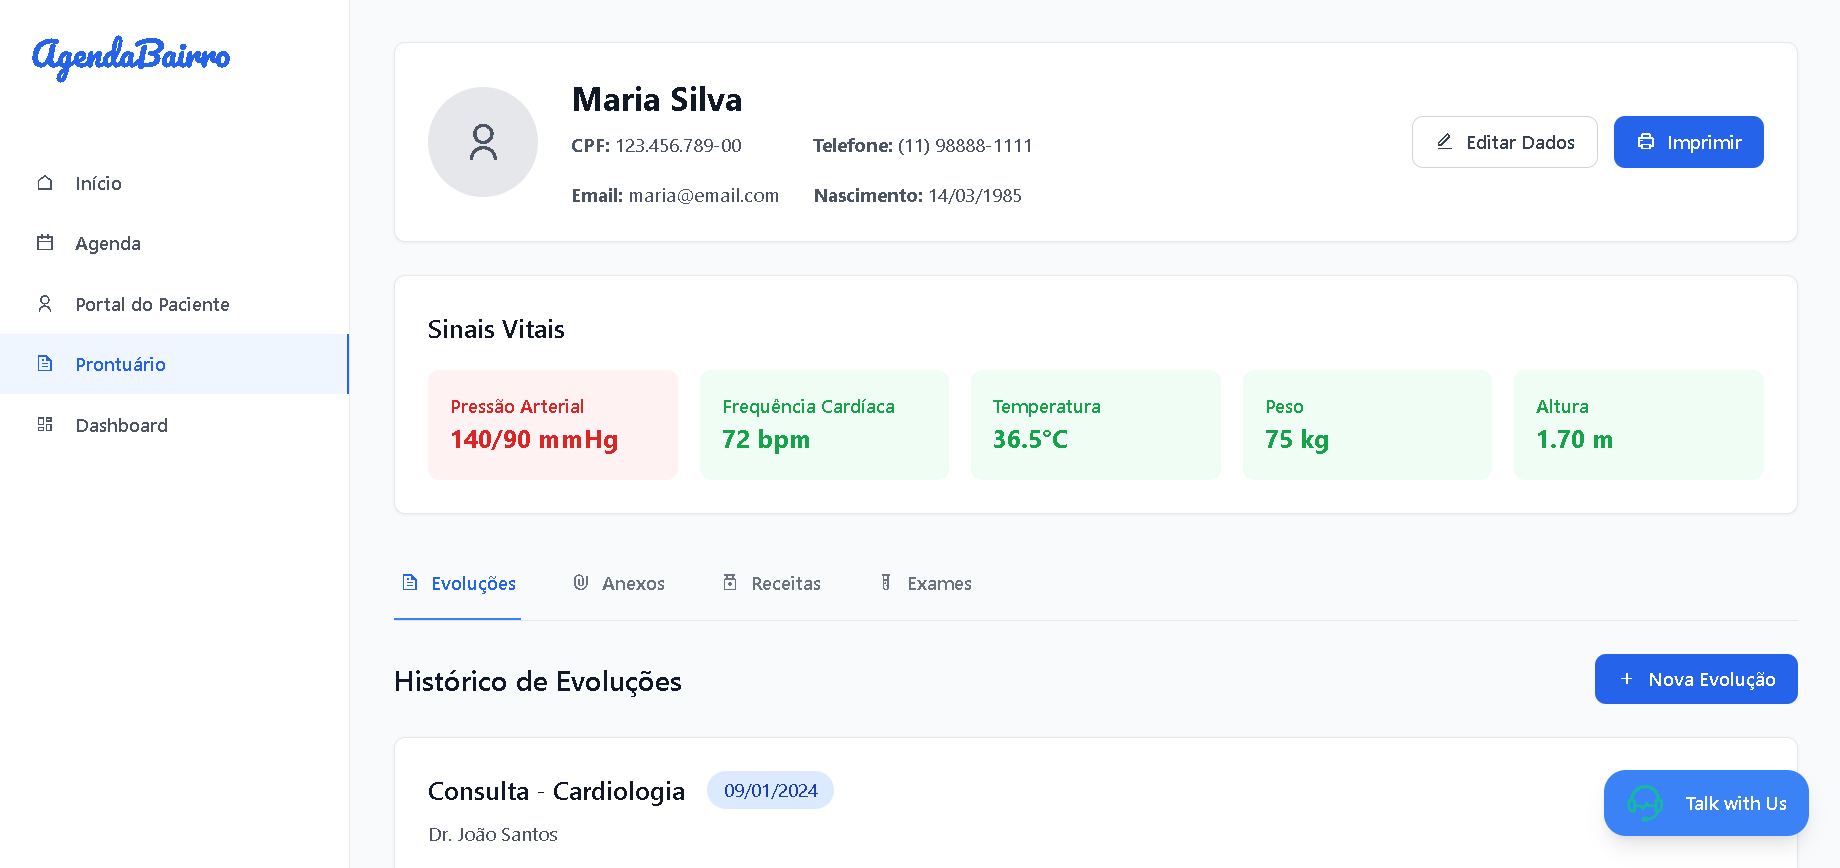 AgendaBairro
Início
Agenda
Portal do Paciente
Prontuário
Dashboard
Maria Silva
CPF: 123.456.789-00 Telefone: (11) 98888-1111
Email: maria@email.com Nascimento: 14/03/1985
Editar Dados
Imprimir
Sinais Vitais
Pressão Arterial
140/90 mmHg
Frequência Cardíaca
72 bpm
Temperatura
36.5°C
Peso
75 kg
Altura
1.70 m
Evoluções
Anexos
Receitas
Exames
Histórico de Evoluções
+ Nova Evolução
Consulta - Cardiologia 09/01/2024
Dr. João Santos
Talk with Us